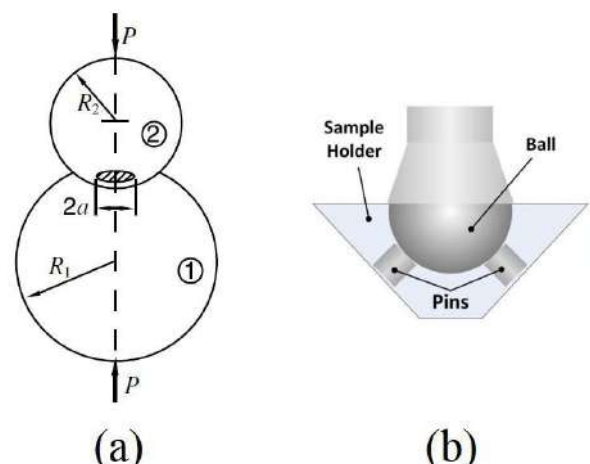 P
R2
②
2a
R1
①
P
(a)
Sample
Holder
Ball
Pins
(b)